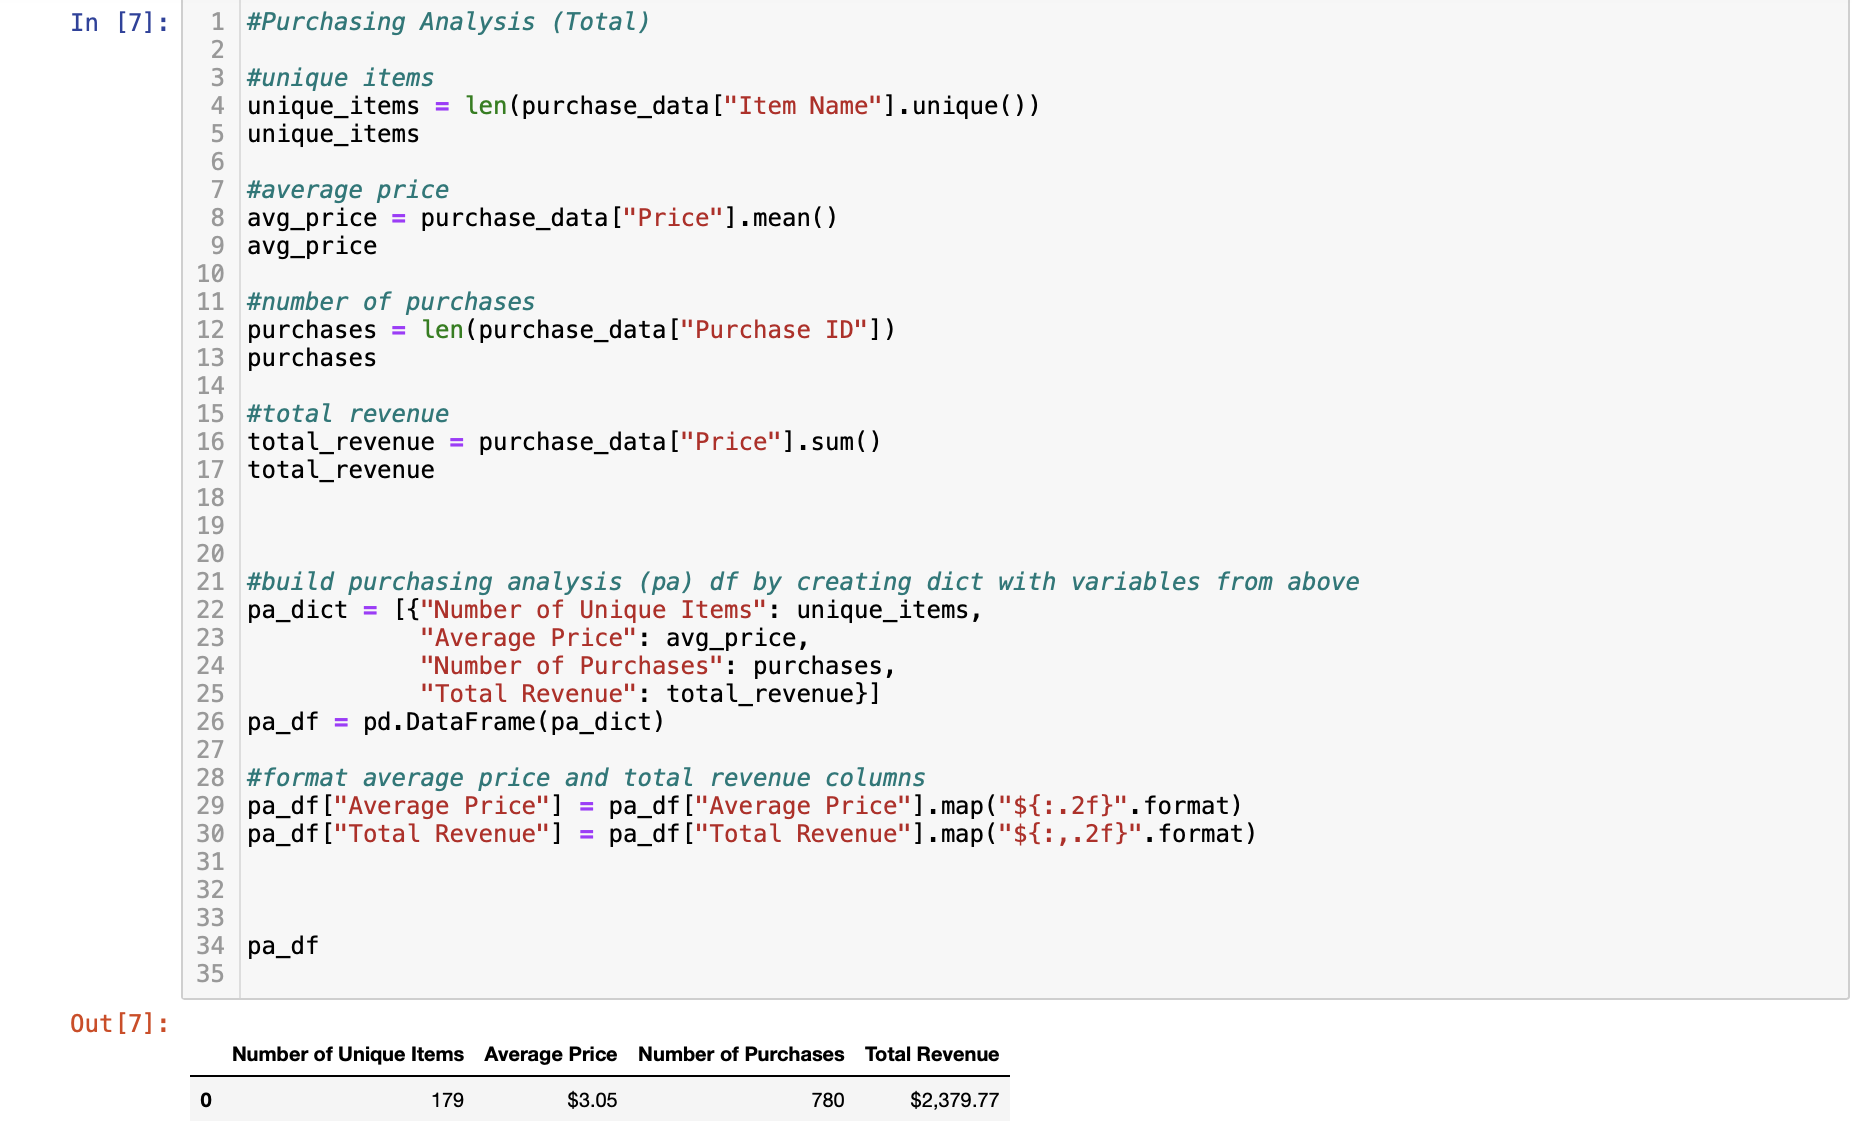 In [7]:
1 #Purchasing Analysis (Total)
2
3 #unique items
4 unique_items = len(purchase_data["Item Name"].unique())
5 unique_items
6
7 #average price
8 avg_price = purchase_data["Price"].mean()
9 avg_price
10
11 #number of purchases
12 purchases = len(purchase_data["Purchase ID"])
13 purchases
14
15 #total revenue
16 total_revenue = purchase_data["Price"].sum()
17 total_revenue
18
19
20
21 #build purchasing analysis (pa) df by creating dict with variables from above
22 pa_dict = [{"Number of Unique Items": unique_items,
23             "Average Price": avg_price,
24             "Number of Purchases": purchases,
25             "Total Revenue": total_revenue}]
26 pa_df = pd.DataFrame(pa_dict)
27
28 #format average price and total revenue columns
29 pa_df["Average Price"] = pa_df["Average Price"].map("${:.2f}".format)
30 pa_df["Total Revenue"] = pa_df["Total Revenue"].map("${:,.2f}".format)
31
32
33
34 pa_df
35
Out[7]:
Number of Unique Items Average Price Number of Purchases Total Revenue
0 179 $3.05 780 $2,379.77